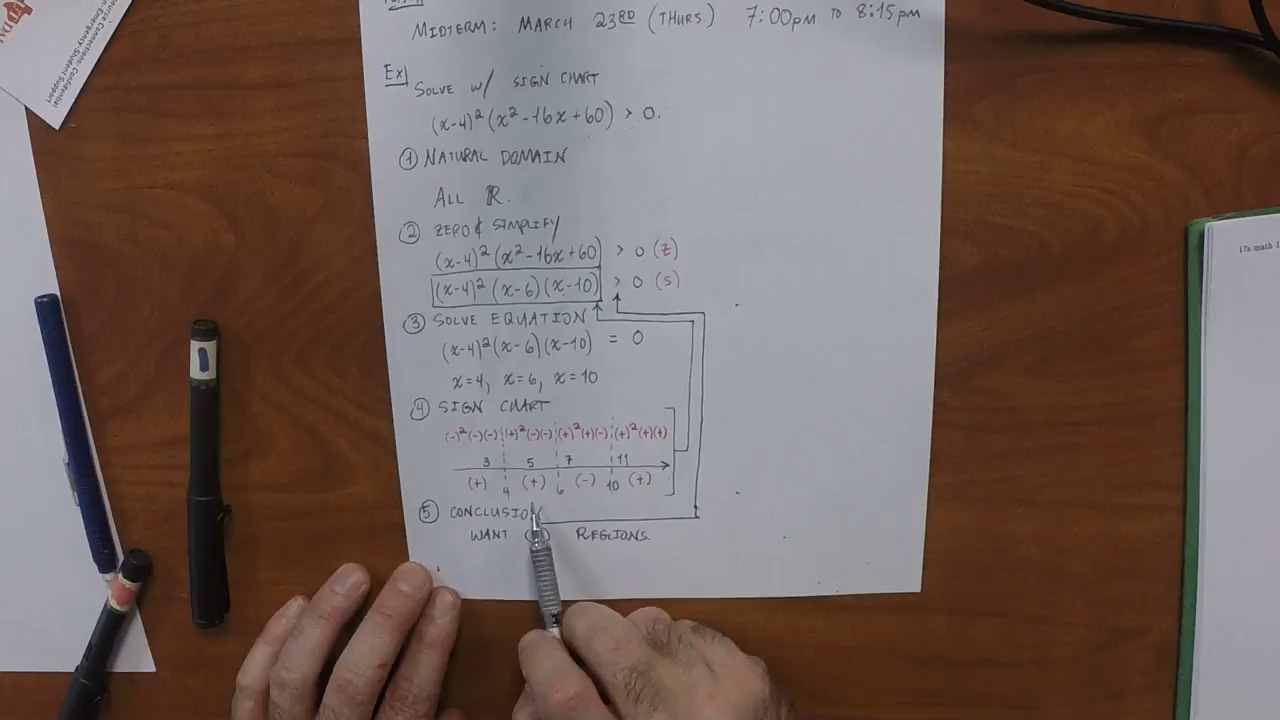 MIDTERM: MARCH 23RD (THURS) 7:00pm TO 8:15pm
Ex| SOLVE W/ SIGN CHART
(x-4)²(x²-16x+60) > 0.
① NATURAL DOMAIN
ALL ℝ.
② ZERO & SIMPLIFY
(x-4)²(x²-16x+60) > 0 (Z)
(x-4)²(x-6)(x-10) > 0 (S)
③ SOLVE EQUATION
(x-4)²(x-6)(x-10) = 0
x=4, x=6, x=10
④ SIGN CHART
(-)²(-)(-) (+)²(-)(-) (+)²(+)(-) (+)²(+)(+)
3 5 7 11
(+) 4 (+) 6 (-) 10 (+)
⑤ CONCLUSION
WANT REGIONS.
17a math 1